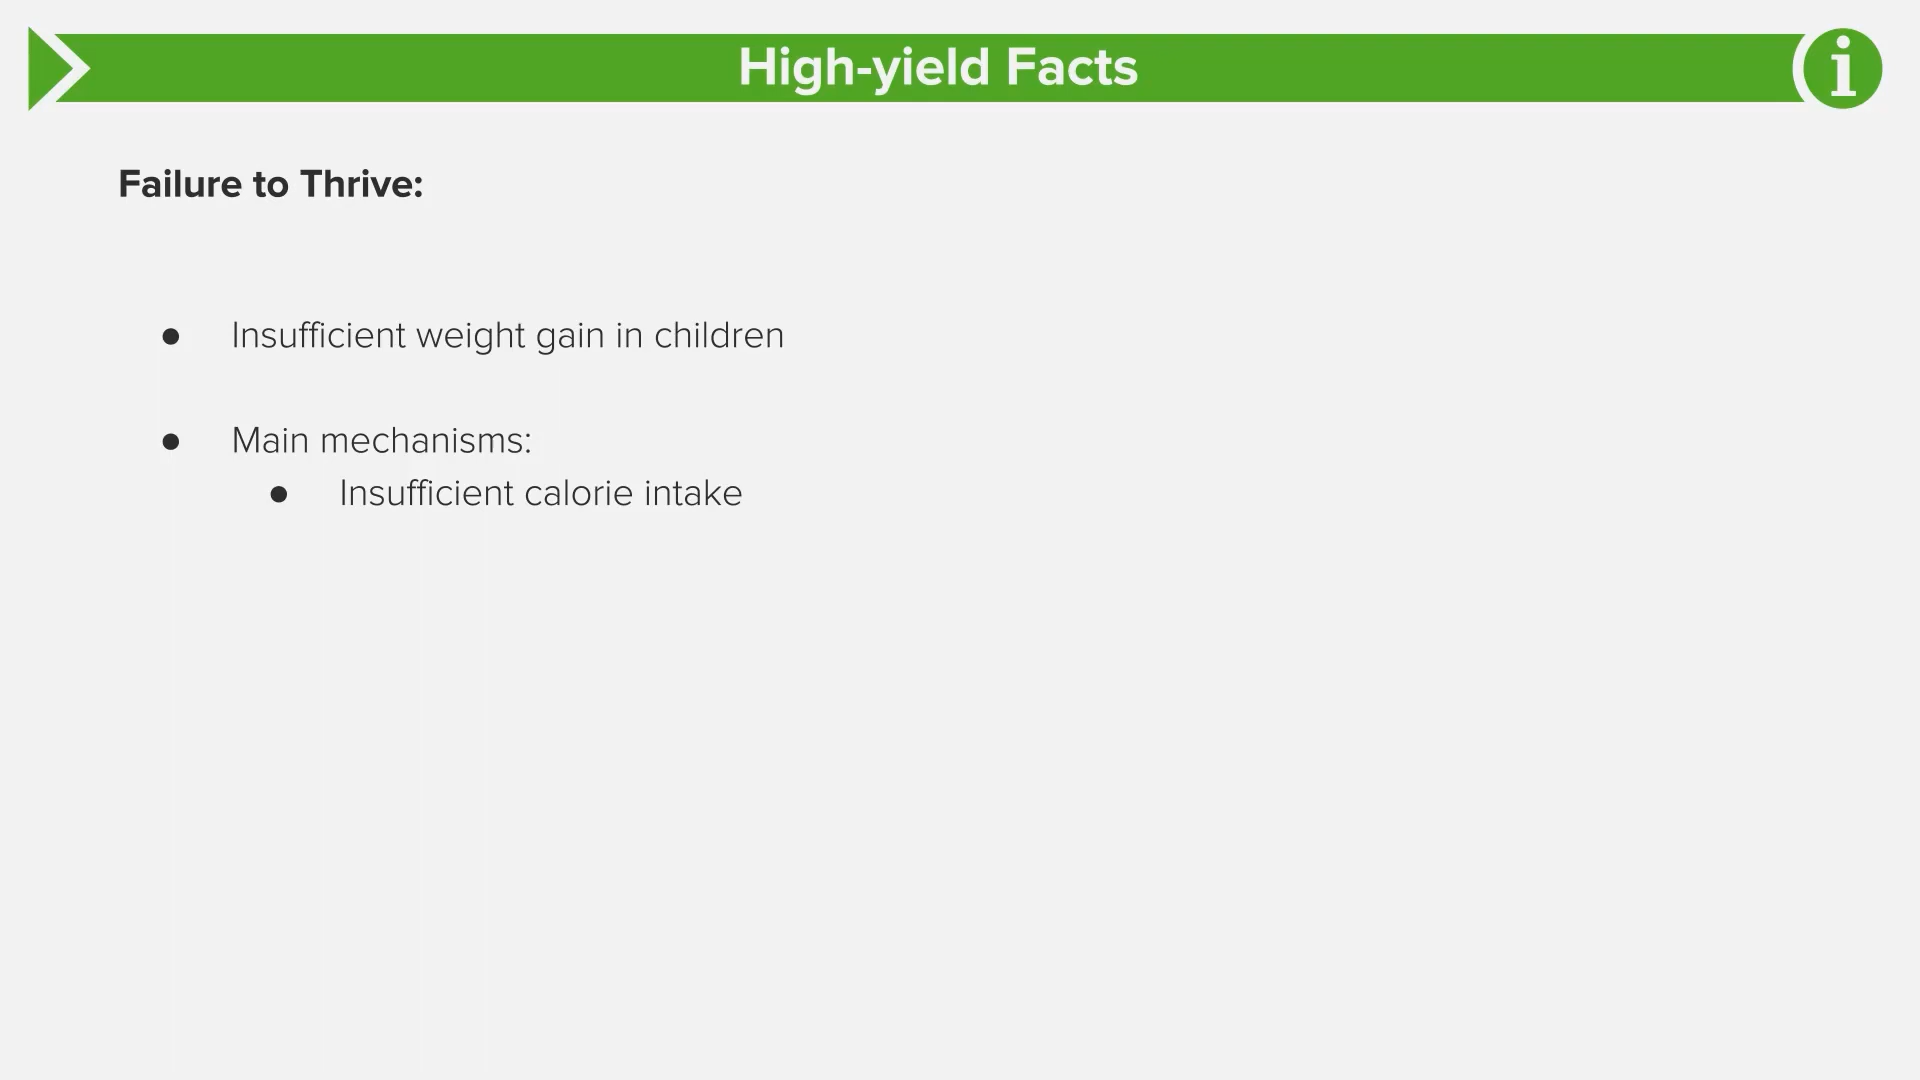 High-yield Facts
Failure to Thrive:
● Insufficient weight gain in children
● Main mechanisms:
● Insufficient calorie intake